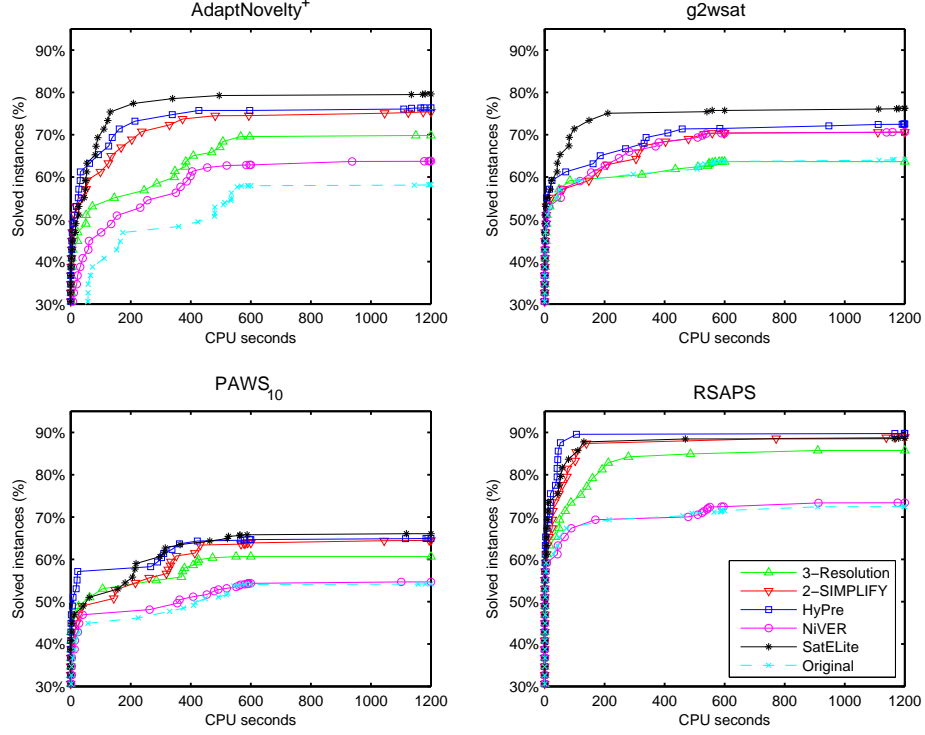 AdaptNovelty+
90%
80%
70%
60%
50%
40%
30%
Solved instances (%)
0 200 400 600 800 1000 1200
CPU seconds
g2wsat
90%
80%
70%
60%
50%
40%
30%
Solved instances (%)
0 200 400 600 800 1000 1200
CPU seconds
PAWS10
90%
80%
70%
60%
50%
40%
30%
Solved instances (%)
0 200 400 600 800 1000 1200
CPU seconds
RSAPS
90%
80%
70%
60%
50%
40%
30%
Solved instances (%)
0 200 400 600 800 1000 1200
CPU seconds
3−Resolution
2−SIMPLIFY
HyPre
NiVER
SatELite
Original